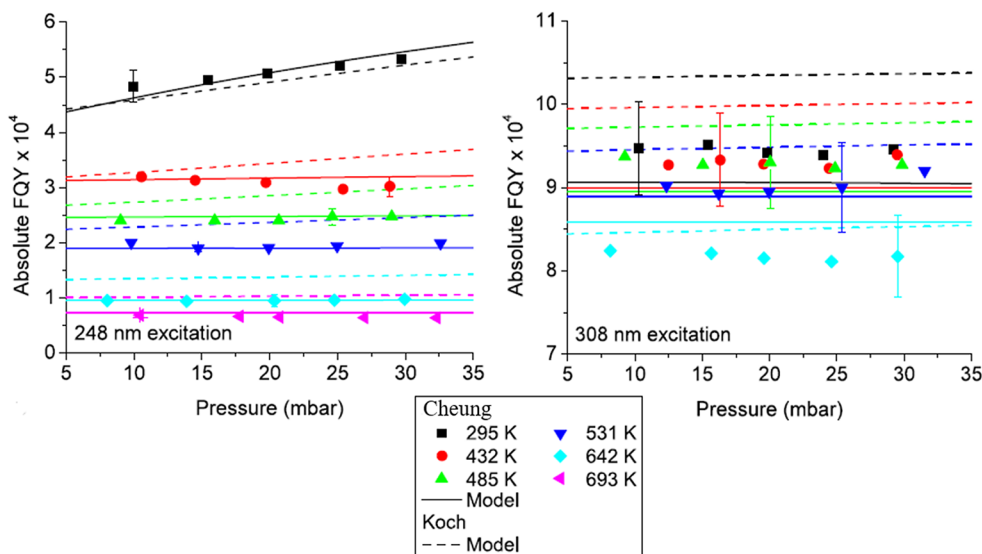 6
5
4
3
2
1
0
Absolute FQY x 10⁴
248 nm excitation
5 10 15 20 25 30 35
Pressure (mbar)
11
10
9
8
7
Absolute FQY x 10⁴
308 nm excitation
5 10 15 20 25 30 35
Pressure (mbar)
Cheung
295 K 531 K
432 K 642 K
485 K 693 K
Model
Koch
Model